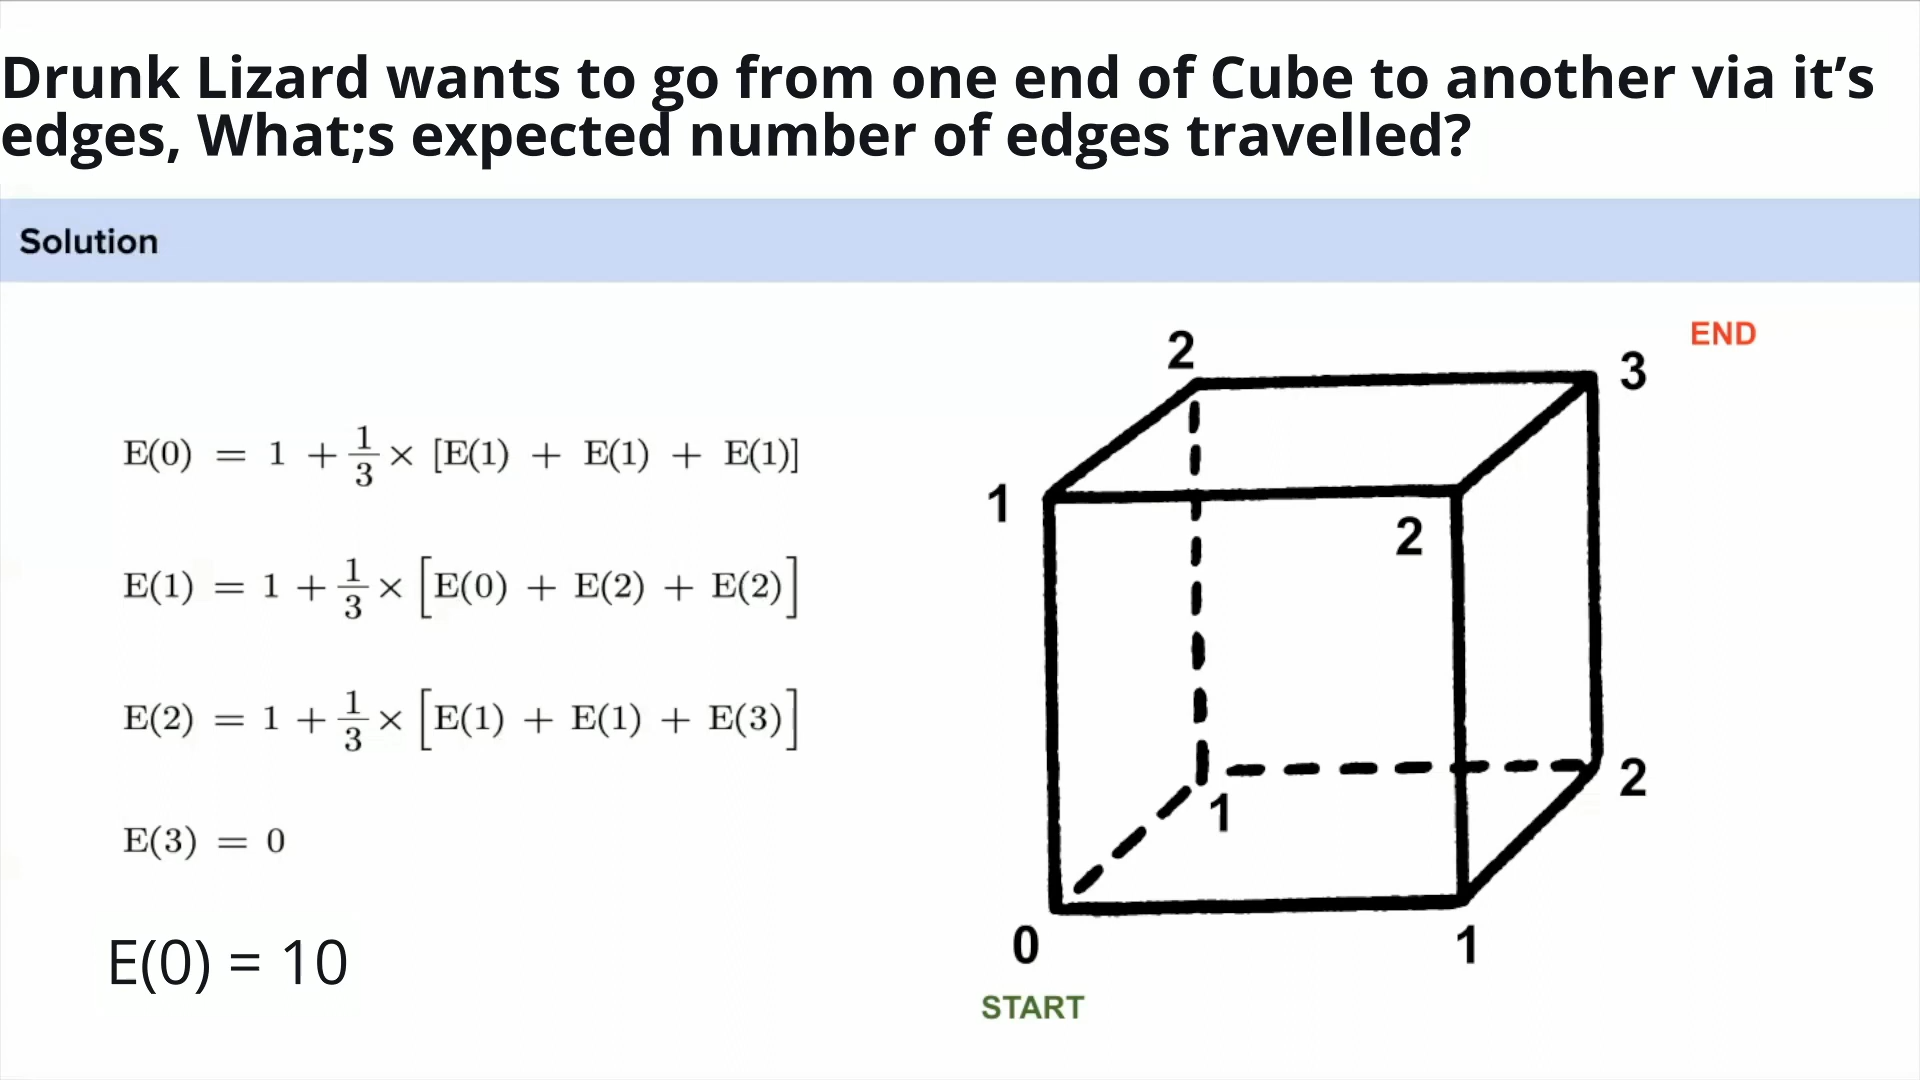 Drunk Lizard wants to go from one end of Cube to another via it’s
edges, What;s expected number of edges travelled?
Solution
E(0) = 1 + 1/3 × [E(1) + E(1) + E(1)]
E(1) = 1 + 1/3 × [E(0) + E(2) + E(2)]
E(2) = 1 + 1/3 × [E(1) + E(1) + E(3)]
E(3) = 0
E(0) = 10
END
2
3
1
2
2
1
0
1
START